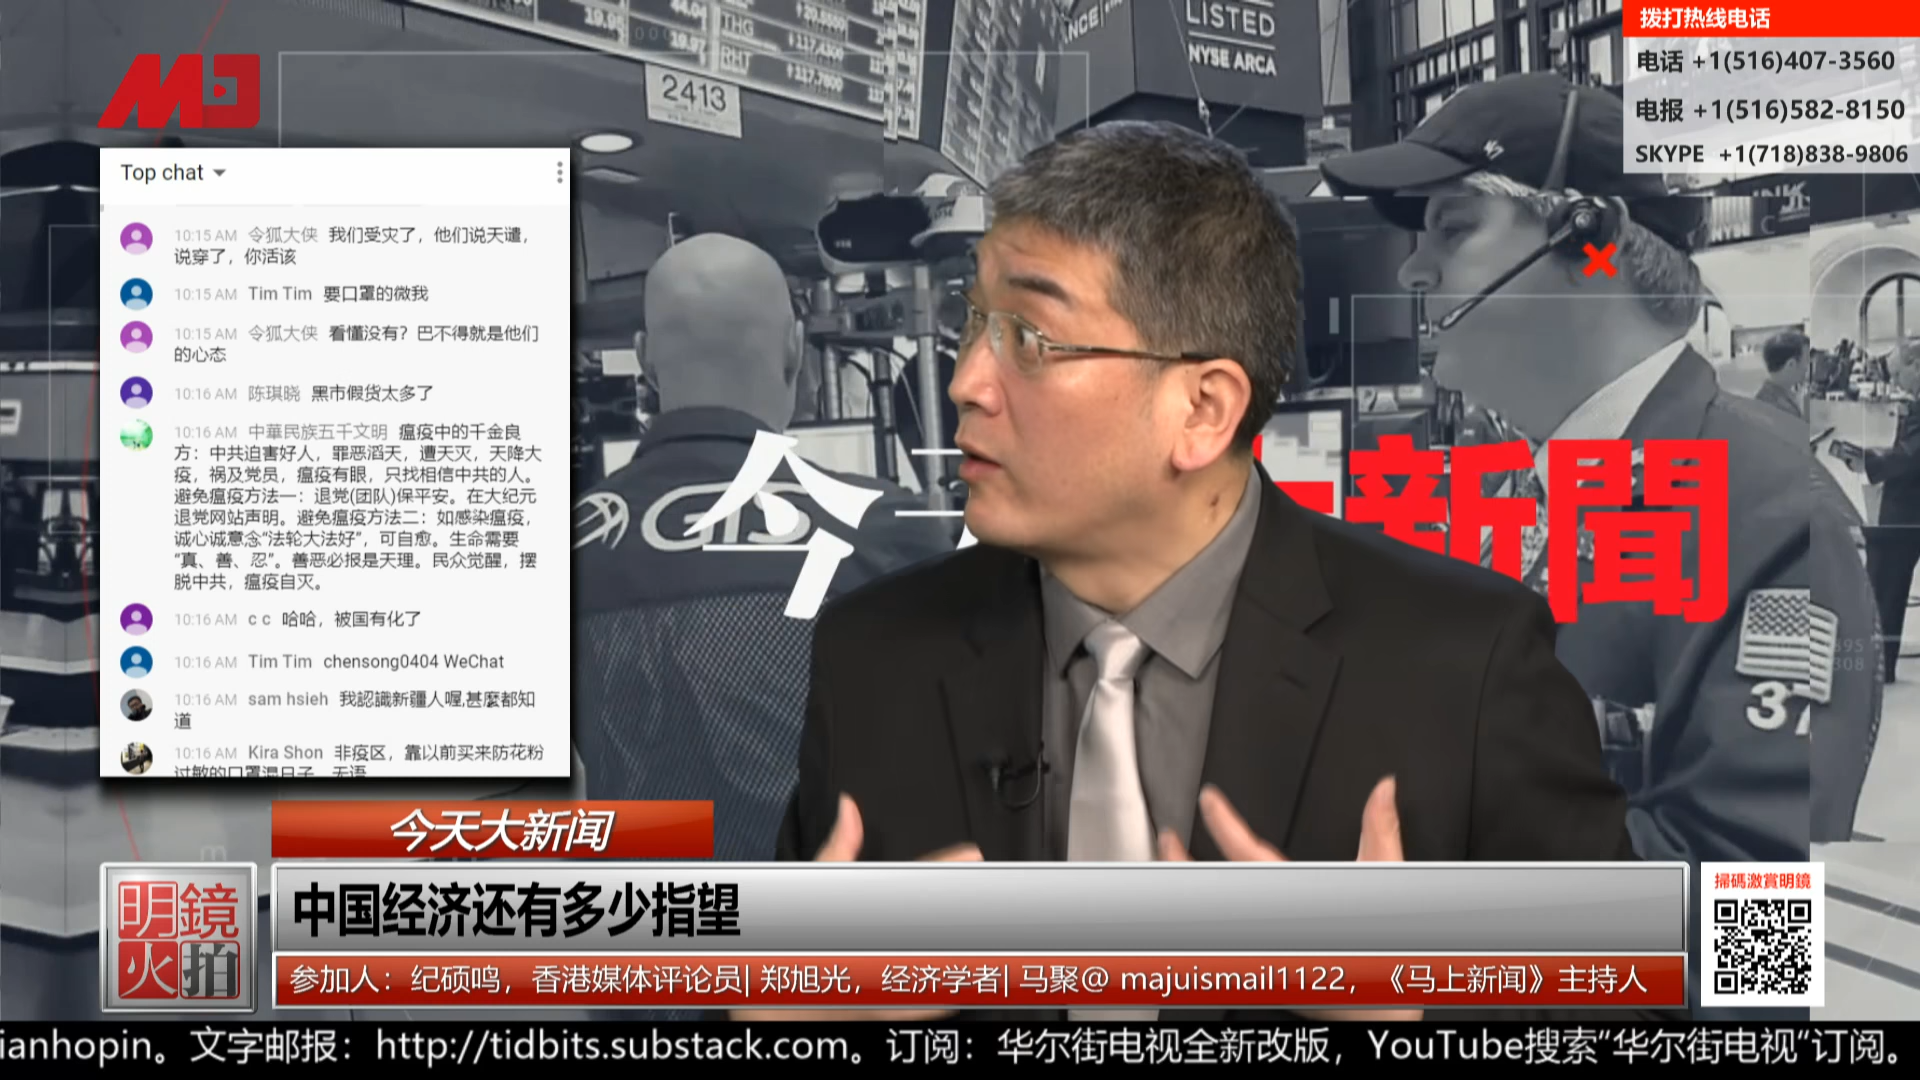 拨打热线电话
电话 +1(516)407-3560
电报 +1(516)582-8150
SKYPE +1(718)838-9806
LISTED
NYSE ARCA
2413
THG
RHT
Top chat
10:15 AM 令狐大侠 我们受灾了，他们说天谴，
说穿了，你活该
10:15 AM Tim Tim 要口罩的微我
10:15 AM 令狐大侠 看懂没有？巴不得就是他们
的心态
10:16 AM 陈琪晓 黑市假货太多了
10:16 AM 中華民族五千文明 瘟疫中的千金良
方：中共迫害好人，罪恶滔天，遭天灭，天降大
疫，祸及党员，瘟疫有眼，只找相信中共的人。
避免瘟疫方法一：退党(团队)保平安。在大纪元
退党网站声明。避免瘟疫方法二：如感染瘟疫，
诚心诚意念“法轮大法好”，可自愈。生命需要
“真、善、忍”。善恶必报是天理。民众觉醒，摆
脱中共，瘟疫自灭。
10:16 AM c c 哈哈，被国有化了
10:16 AM Tim Tim chensong0404 WeChat
10:16 AM sam hsieh 我認識新疆人喔,甚麼都知
道
10:16 AM Kira Shon 非疫区，靠以前买来防花粉
过敏的口罩混日子，无语
今
新聞
37
今天大新闻
明鏡
火拍
中国经济还有多少指望
参加人：纪硕鸣，香港媒体评论员| 郑旭光，经济学者| 马聚@ majuismail1122，《马上新闻》主持人
掃碼激賞明鏡
ianhopin。文字邮报：http://tidbits.substack.com。订阅：华尔街电视全新改版，YouTube搜索“华尔街电视“订阅。